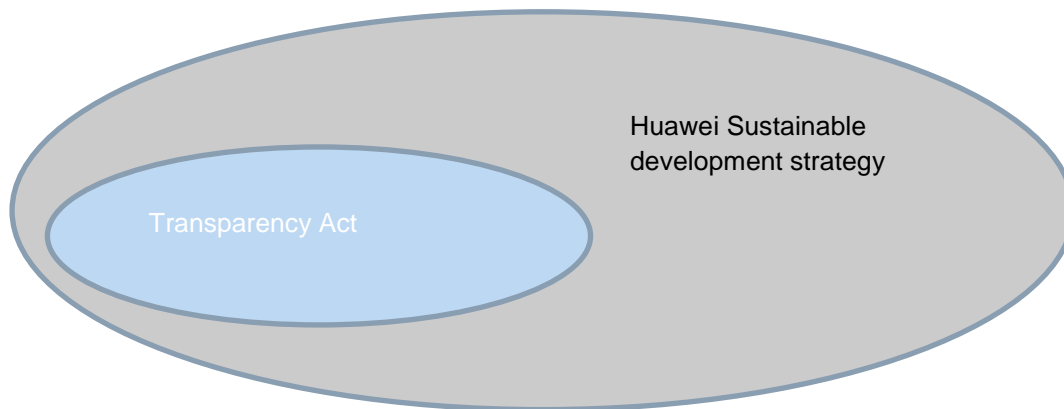 Huawei Sustainable
development strategy
Transparency Act